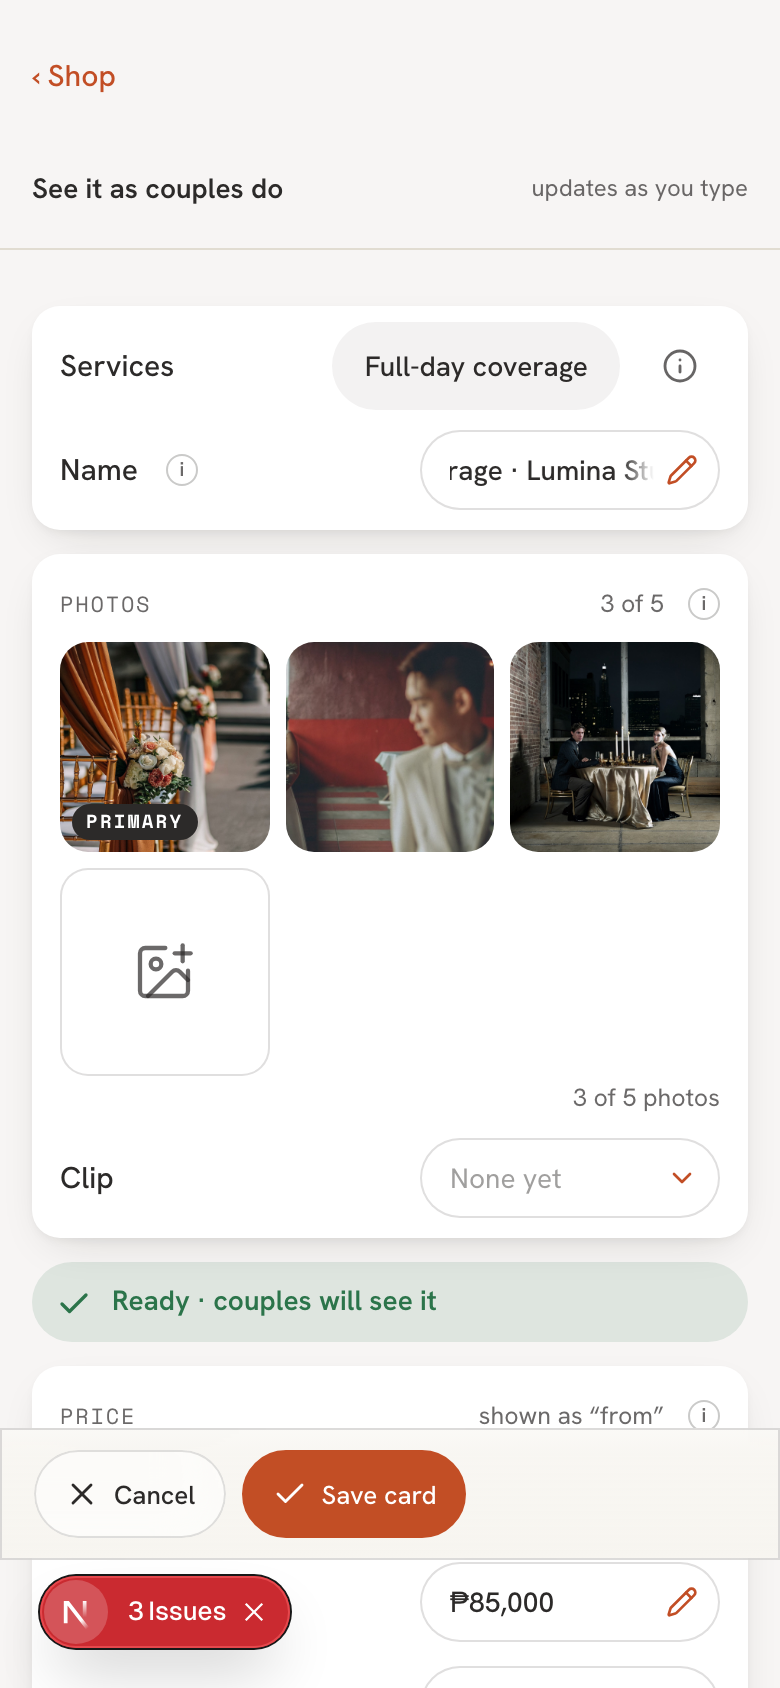 ‹ Shop
See it as couples do
updates as you type
Services
Full-day coverage
Name
rage · Lumina
PHOTOS
3 of 5
PRIMARY
3 of 5 photos
Clip
None yet
Ready · couples will see it
PRICE
shown as “from”
Cancel
Save card
₱85,000
N
3 Issues